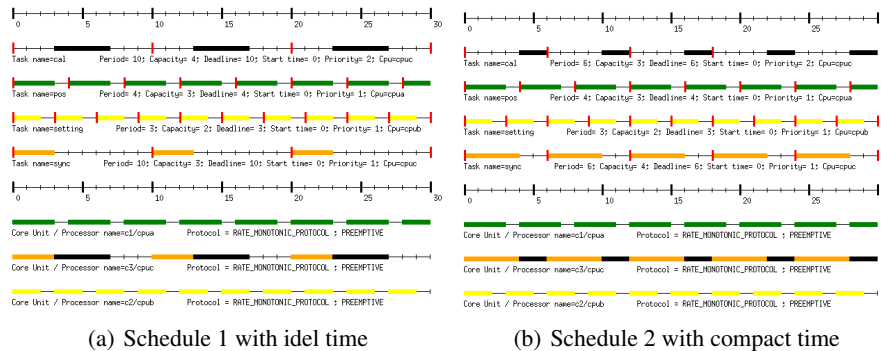 0 5 10 15 20 25 30
Task name=cal Period= 10; Capacity= 4; Deadline= 10; Start time= 0; Priority= 2; Cpu=cpuc
Task name=pos Period= 4; Capacity= 3; Deadline= 4; Start time= 0; Priority= 1; Cpu=cpua
Task name=setting Period= 3; Capacity= 2; Deadline= 3; Start time= 0; Priority= 1; Cpu=cpub
Task name=sync Period= 10; Capacity= 3; Deadline= 10; Start time= 0; Priority= 1; Cpu=cpuc
0 5 10 15 20 25 30
Core Unit / Processor name=c1/cpua Protocol = RATE_MONOTONIC_PROTOCOL ; PREEMPTIVE
Core Unit / Processor name=c3/cpuc Protocol = RATE_MONOTONIC_PROTOCOL ; PREEMPTIVE
Core Unit / Processor name=c2/cpub Protocol = RATE_MONOTONIC_PROTOCOL ; PREEMPTIVE
(a) Schedule 1 with idel time
0 5 10 15 20 25
Task name=cal Period= 6; Capacity= 2; Deadline= 6; Start time= 0; Priority= 2; Cpu=cpuc
Task name=pos Period= 4; Capacity= 3; Deadline= 4; Start time= 0; Priority= 1; Cpu=cpua
Task name=setting Period= 3; Capacity= 2; Deadline= 3; Start time= 0; Priority= 1; Cpu=cpub
Task name=sync Period= 6; Capacity= 4; Deadline= 6; Start time= 0; Priority= 1; Cpu=cpuc
0 5 10 15 20 25
Core Unit / Processor name=c1/cpua Protocol = RATE_MONOTONIC_PROTOCOL ; PREEMPTIVE
Core Unit / Processor name=c3/cpuc Protocol = RATE_MONOTONIC_PROTOCOL ; PREEMPTIVE
Core Unit / Processor name=c2/cpub Protocol = RATE_MONOTONIC_PROTOCOL ; PREEMPTIVE
(b) Schedule 2 with compact time